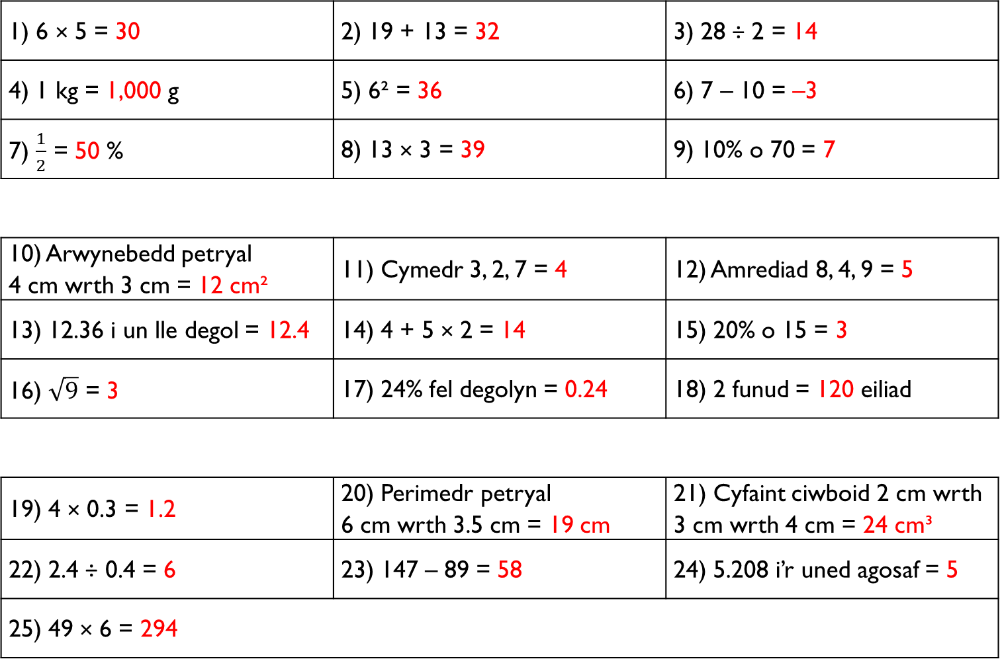 1) 6 × 5 = 30
2) 19 + 13 = 32
3) 28 ÷ 2 = 14
4) 1 kg = 1,000 g
5) 6² = 36
6) 7 – 10 = –3
7) 1/2 = 50 %
8) 13 × 3 = 39
9) 10% o 70 = 7
10) Arwynebedd petryal
4 cm wrth 3 cm = 12 cm²
11) Cymedr 3, 2, 7 = 4
12) Amrediad 8, 4, 9 = 5
13) 12.36 i un lle degol = 12.4
14) 4 + 5 × 2 = 14
15) 20% o 15 = 3
16) √9 = 3
17) 24% fel degolyn = 0.24
18) 2 funud = 120 eiliad
19) 4 × 0.3 = 1.2
20) Perimedr petryal
6 cm wrth 3.5 cm = 19 cm
21) Cyfaint ciwboid 2 cm wrth
3 cm wrth 4 cm = 24 cm³
22) 2.4 ÷ 0.4 = 6
23) 147 – 89 = 58
24) 5.208 i’r uned agosaf = 5
25) 49 × 6 = 294